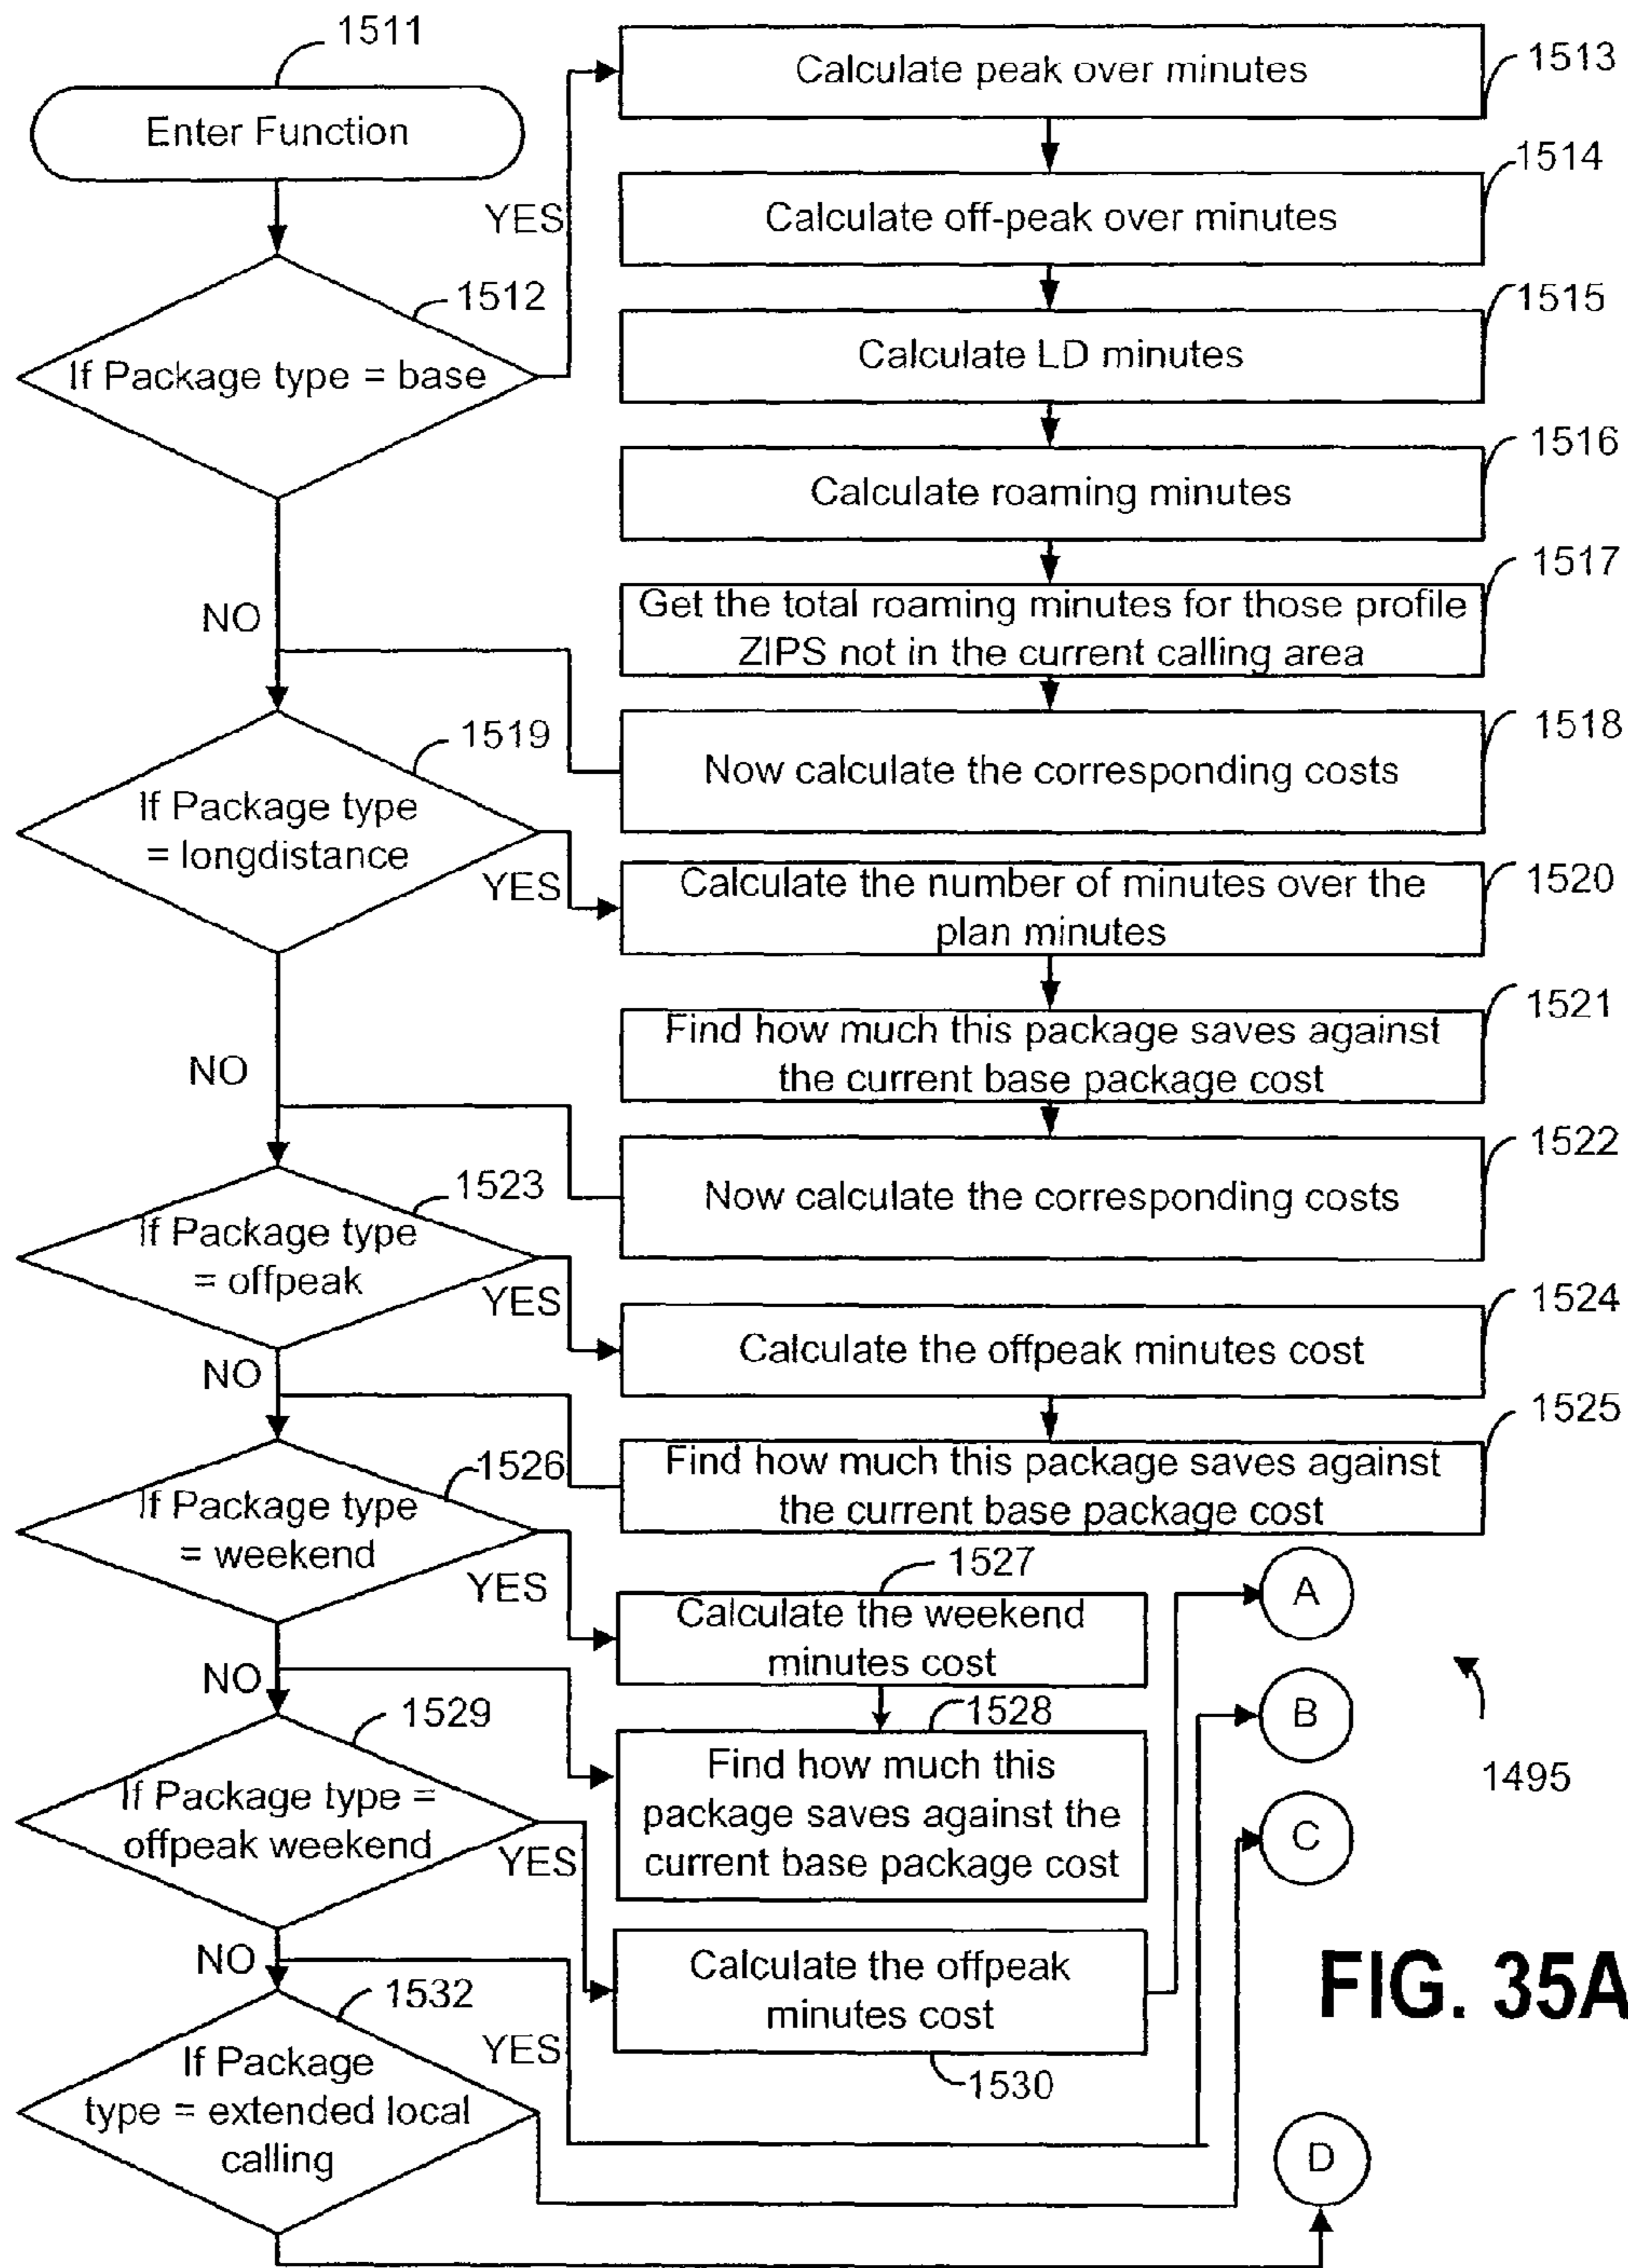 1511
Enter Function
1512
If Package type = base
YES
NO
Calculate peak over minutes
1513
Calculate off-peak over minutes
1514
Calculate LD minutes
1515
Calculate roaming minutes
1516
Get the total roaming minutes for those profile
ZIPS not in the current calling area
1517
Now calculate the corresponding costs
1518
1519
If Package type
= longdistance
YES
NO
Calculate the number of minutes over the
plan minutes
1520
Find how much this package saves against
the current base package cost
1521
Now calculate the corresponding costs
1522
1523
If Package type
= offpeak
YES
NO
Calculate the offpeak minutes cost
1524
Find how much this package saves against
the current base package cost
1525
1526
If Package type
= weekend
YES
NO
1527
Calculate the weekend
minutes cost
1528
Find how much this
package saves against the
current base package cost
1529
If Package type =
offpeak weekend
YES
NO
Calculate the offpeak
minutes cost
1530
1532
If Package
type = extended local
calling
YES
A
B
C
D
1495
FIG. 35A